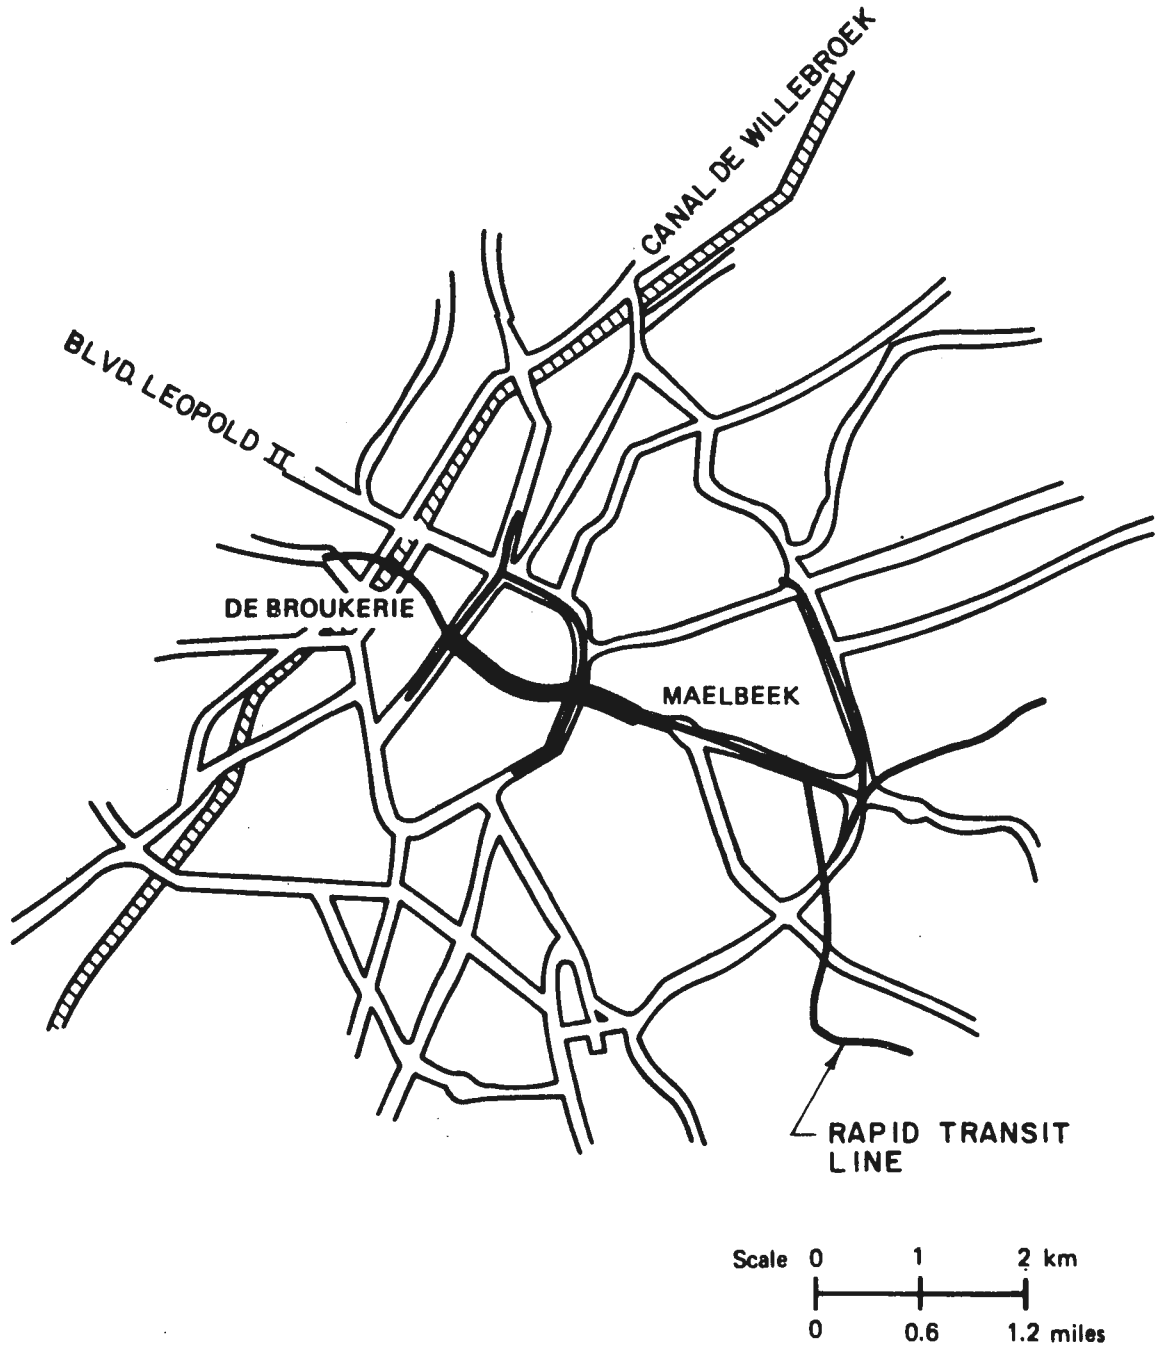 CANAL DE WILLEBROEK
BLVD. LEOPOLD II
DE BROUKERIE
MAELBEEK
RAPID TRANSIT
LINE
Scale 0 1 2 km
0 0.6 1.2 miles